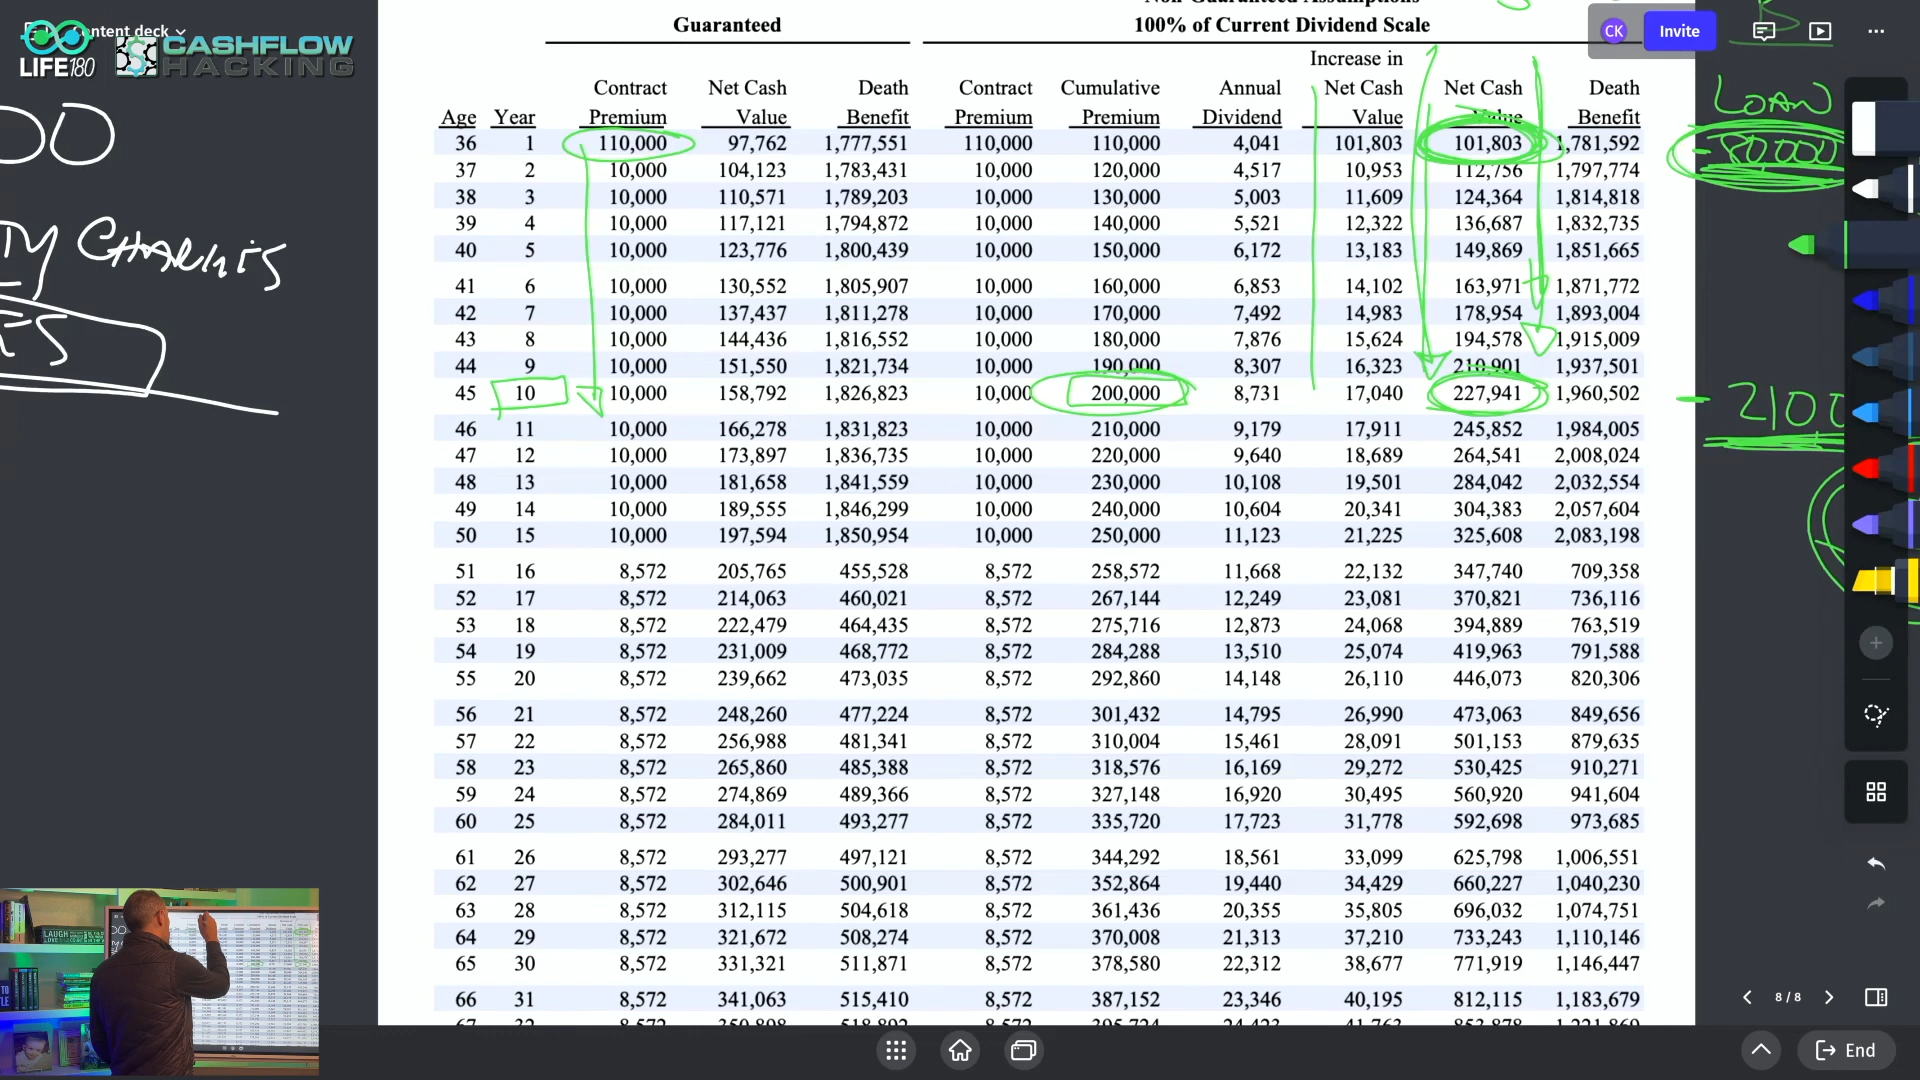 Content deck
LIFE180
CASHFLOW
HACKING
CK
Invite
Guaranteed
100% of Current Dividend Scale
Increase in
Contract Net Cash Death Contract Cumulative Annual Net Cash Net Cash Death
Age Year Premium Value Benefit Premium Premium Dividend Value Value Benefit
36 1 110,000 97,762 1,777,551 110,000 110,000 4,041 101,803 101,803 1,781,592
37 2 10,000 104,123 1,783,431 10,000 120,000 4,517 10,953 112,756 1,797,774
38 3 10,000 110,571 1,789,203 10,000 130,000 5,003 11,609 124,364 1,814,818
39 4 10,000 117,121 1,794,872 10,000 140,000 5,521 12,322 136,687 1,832,735
40 5 10,000 123,776 1,800,439 10,000 150,000 6,172 13,183 149,869 1,851,665
41 6 10,000 130,552 1,805,907 10,000 160,000 6,853 14,102 163,971 1,871,772
42 7 10,000 137,437 1,811,278 10,000 170,000 7,492 14,983 178,954 1,893,004
43 8 10,000 144,436 1,816,552 10,000 180,000 7,876 15,624 194,578 1,915,009
44 9 10,000 151,550 1,821,734 10,000 190,000 8,307 16,323 210,901 1,937,501
45 10 10,000 158,792 1,826,823 10,000 200,000 8,731 17,040 227,941 1,960,502
46 11 10,000 166,278 1,831,823 10,000 210,000 9,179 17,911 245,852 1,984,005
47 12 10,000 173,897 1,836,735 10,000 220,000 9,640 18,689 264,541 2,008,024
48 13 10,000 181,658 1,841,559 10,000 230,000 10,108 19,501 284,042 2,032,554
49 14 10,000 189,555 1,846,299 10,000 240,000 10,604 20,341 304,383 2,057,604
50 15 10,000 197,594 1,850,954 10,000 250,000 11,123 21,225 325,608 2,083,198
51 16 8,572 205,765 455,528 8,572 258,572 11,668 22,132 347,740 709,358
52 17 8,572 214,063 460,021 8,572 267,144 12,249 23,081 370,821 736,116
53 18 8,572 222,479 464,435 8,572 275,716 12,873 24,068 394,889 763,519
54 19 8,572 231,009 468,772 8,572 284,288 13,510 25,074 419,963 791,588
55 20 8,572 239,662 473,035 8,572 292,860 14,148 26,110 446,073 820,306
56 21 8,572 248,260 477,224 8,572 301,432 14,795 26,990 473,063 849,656
57 22 8,572 256,988 481,341 8,572 310,004 15,461 28,091 501,153 879,635
58 23 8,572 265,860 485,388 8,572 318,576 16,169 29,272 530,425 910,271
59 24 8,572 274,869 489,366 8,572 327,148 16,920 30,495 560,920 941,604
60 25 8,572 284,011 493,277 8,572 335,720 17,723 31,778 592,698 973,685
61 26 8,572 293,277 497,121 8,572 344,292 18,561 33,099 625,798 1,006,551
62 27 8,572 302,646 500,901 8,572 352,864 19,440 34,429 660,227 1,040,230
63 28 8,572 312,115 504,618 8,572 361,436 20,355 35,805 696,032 1,074,751
64 29 8,572 321,672 508,274 8,572 370,008 21,313 37,210 733,243 1,110,146
65 30 8,572 331,321 511,871 8,572 378,580 22,312 38,677 771,919 1,146,447
66 31 8,572 341,063 515,410 8,572 387,152 23,346 40,195 812,115 1,183,679
LOAN
- 80,000
- 2100
TY CHARGES
ES
LAUGH
8 / 8
End